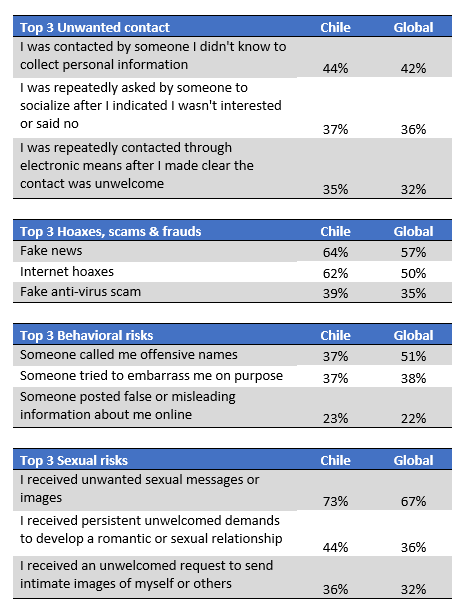 Top 3 Unwanted contact Chile Global
I was contacted by someone I didn't know to
collect personal information 44% 42%
I was repeatedly asked by someone to
socialize after I indicated I wasn't interested
or said no 37% 36%
I was repeatedly contacted through
electronic means after I made clear the
contact was unwelcome 35% 32%
Top 3 Hoaxes, scams & frauds Chile Global
Fake news 64% 57%
Internet hoaxes 62% 50%
Fake anti-virus scam 39% 35%
Top 3 Behavioral risks Chile Global
Someone called me offensive names 37% 51%
Someone tried to embarrass me on purpose 37% 38%
Someone posted false or misleading
information about me online 23% 22%
Top 3 Sexual risks Chile Global
I received unwanted sexual messages or
images 73% 67%
I received persistent unwelcomed demands
to develop a romantic or sexual relationship 44% 36%
I received an unwelcomed request to send
intimate images of myself or others 36% 32%